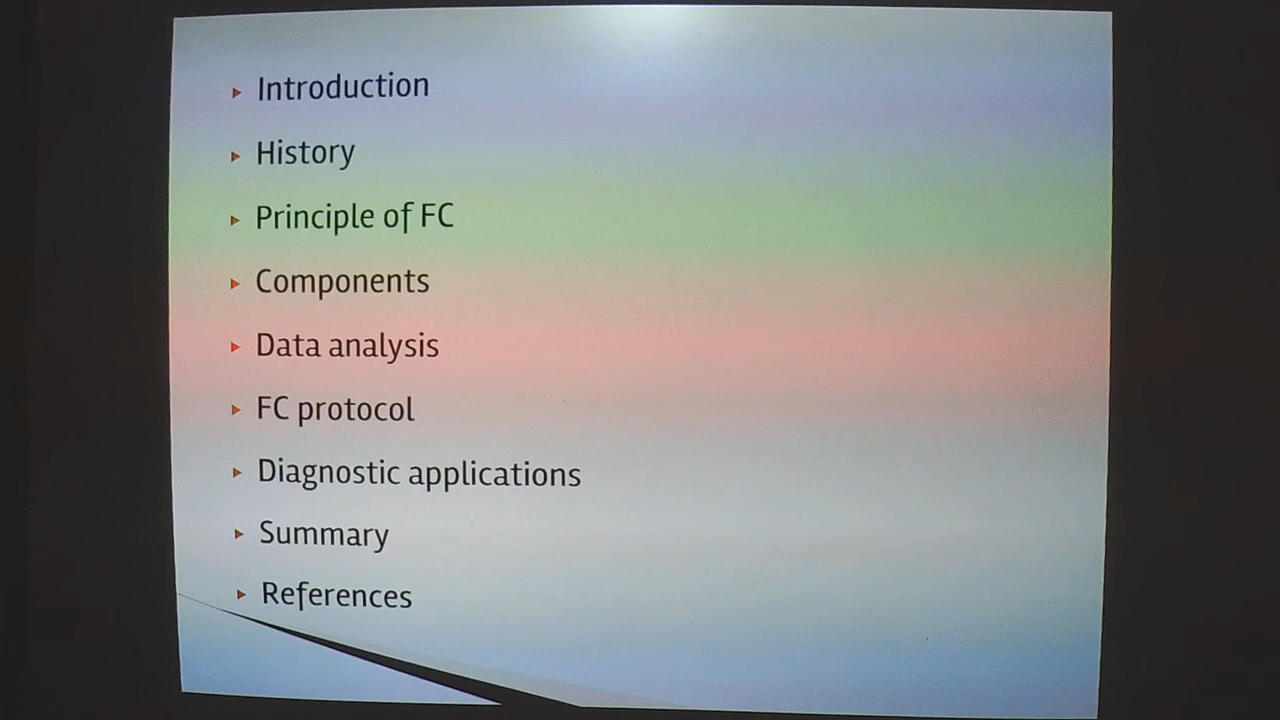 Introduction
History
Principle of FC
Components
Data analysis
FC protocol
Diagnostic applications
Summary
References